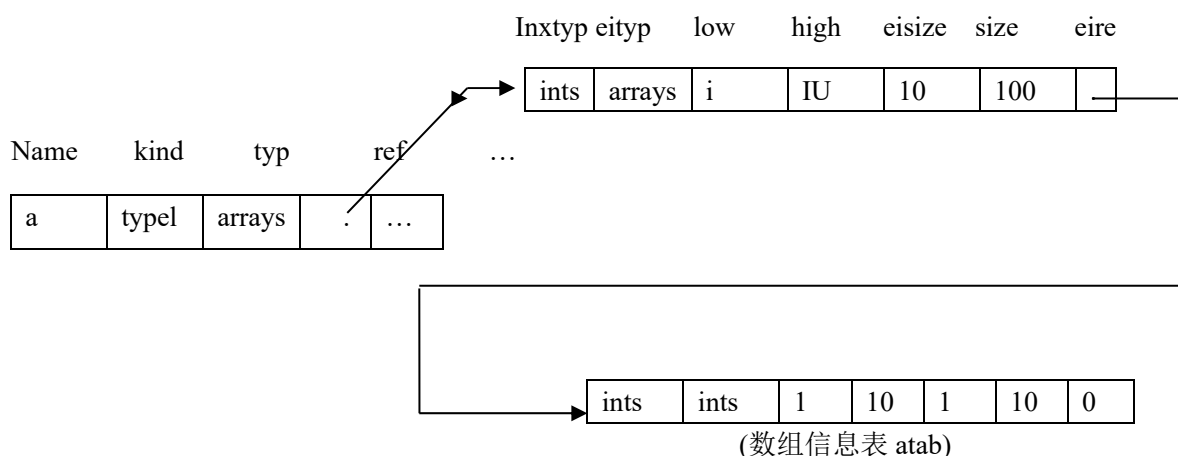 Inxtyp eityp low high eisize size eire
ints arrays i IU 10 100 .
Name kind typ ref …
a typel arrays . …
ints ints 1 10 1 10 0
(数组信息表 atab)